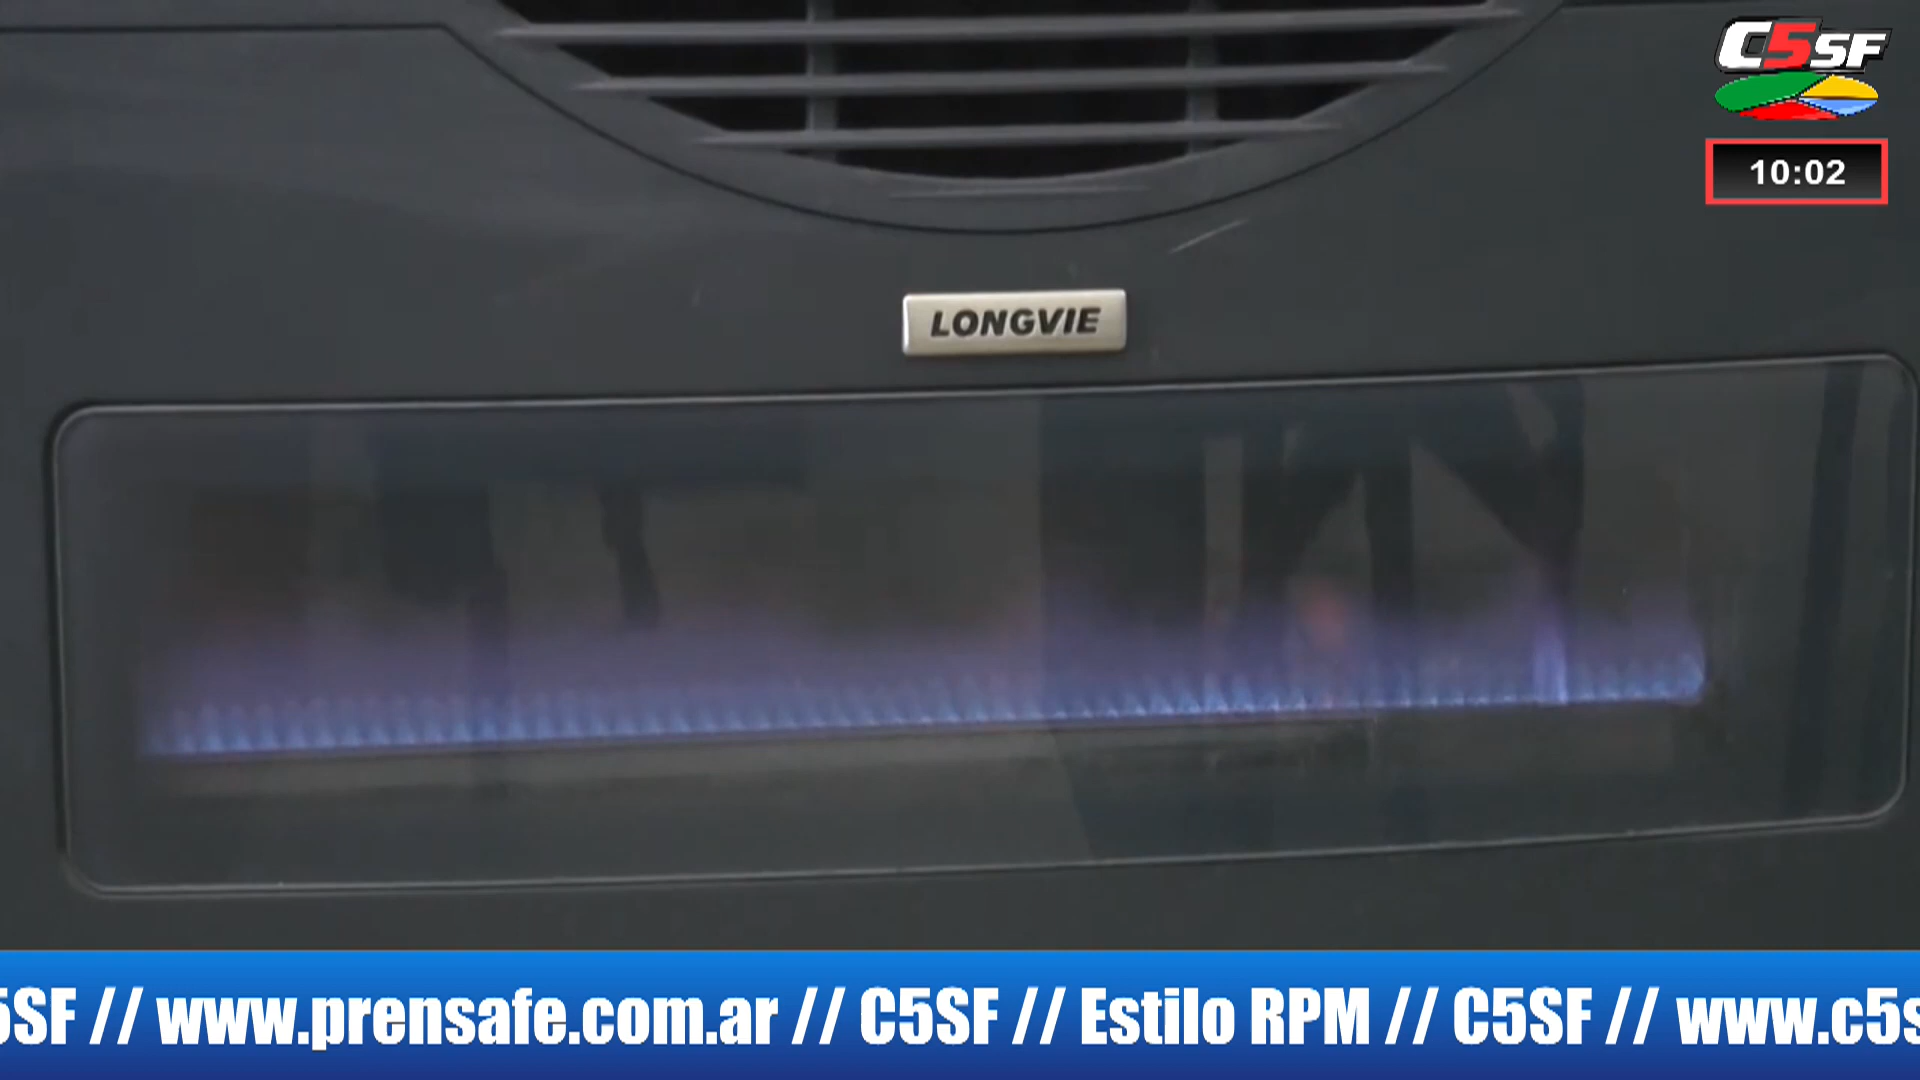 C5SF
10:02
LONGVIE
5SF // www.prensafe.com.ar // C5SF // Estilo RPM // C5SF // www.c5s